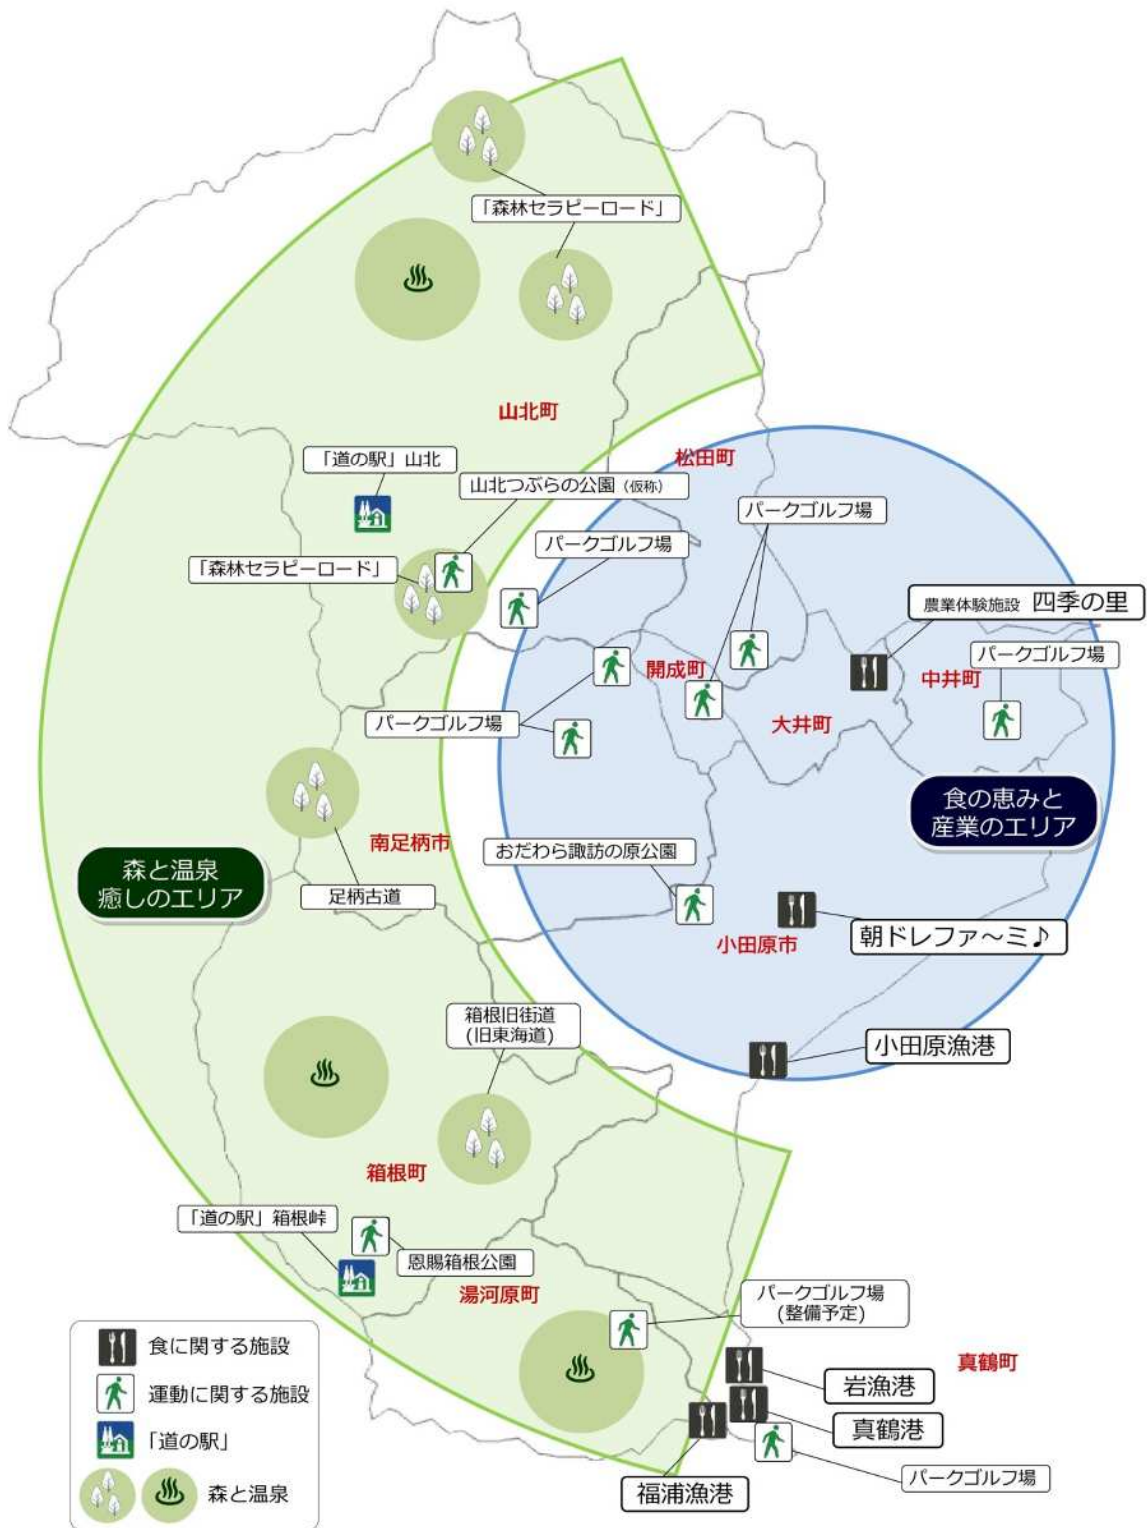 「森林セラピーロード」
山北町
「道の駅」山北
松田町
山北つぶらの公園（仮称）
パークゴルフ場
パークゴルフ場
「森林セラピーロード」
農業体験施設 四季の里
パークゴルフ場
開成町
中井町
パークゴルフ場
大井町
食の恵みと
産業のエリア
南足柄市
おだわら諏訪の原公園
森と温泉
癒しのエリア
足柄古道
小田原市
朝ドレファ～ミ♪
箱根旧街道
(旧東海道)
小田原漁港
箱根町
「道の駅」箱根峠
恩賜箱根公園
湯河原町
パークゴルフ場
(整備予定)
真鶴町
岩漁港
真鶴港
パークゴルフ場
福浦漁港
食に関する施設
運動に関する施設
「道の駅」
森と温泉